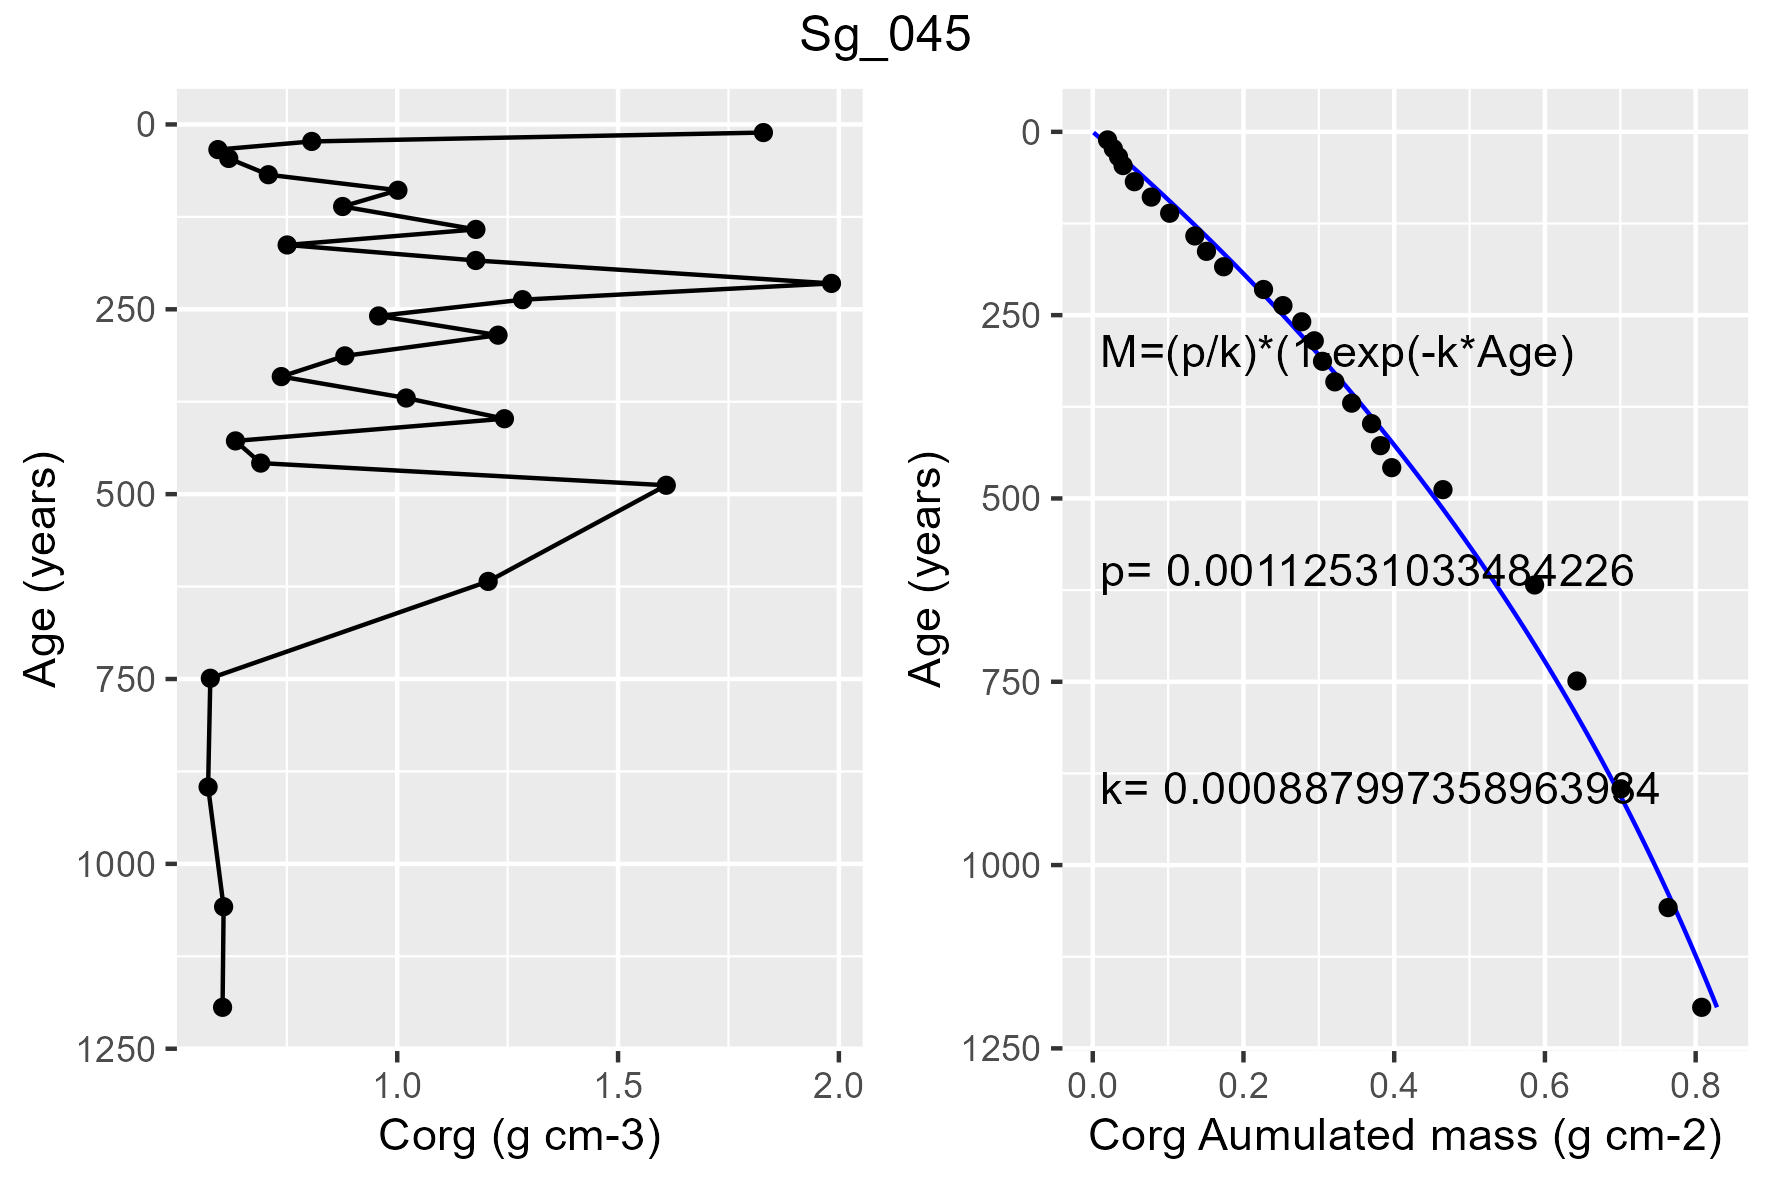 Sg_045
Age (years)
0
250
500
750
1000
1250
1.0 1.5 2.0
Corg (g cm-3)
Age (years)
0
250
500
750
1000
1250
M=(p/k)*(1-exp(-k*Age)
p= 0.00112531033484226
k= 0.000887997358963984
0.0 0.2 0.4 0.6 0.8
Corg Aumulated mass (g cm-2)